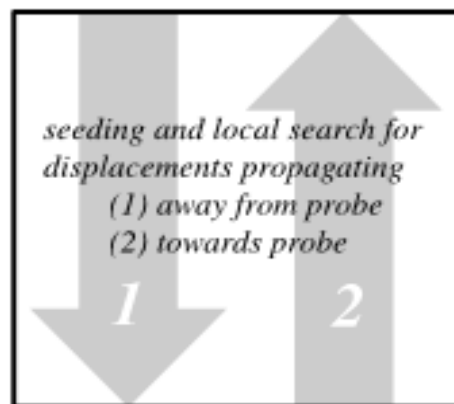 seeding and local search for
displacements propagating
(1) away from probe
(2) towards probe
1 2